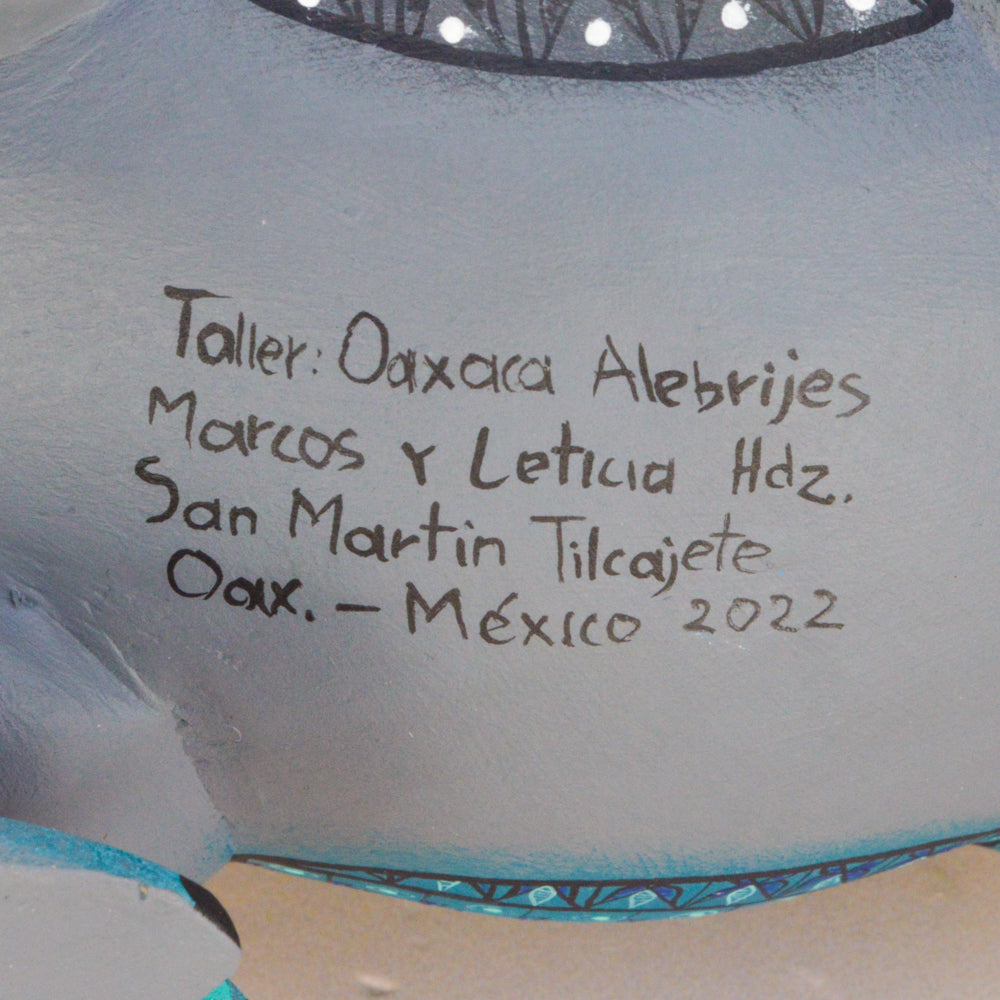 Taller: Oaxaca Alebrijes
Marcos Y Leticia Hdz.
San Martin Tilcajete
Oax. - México 2022